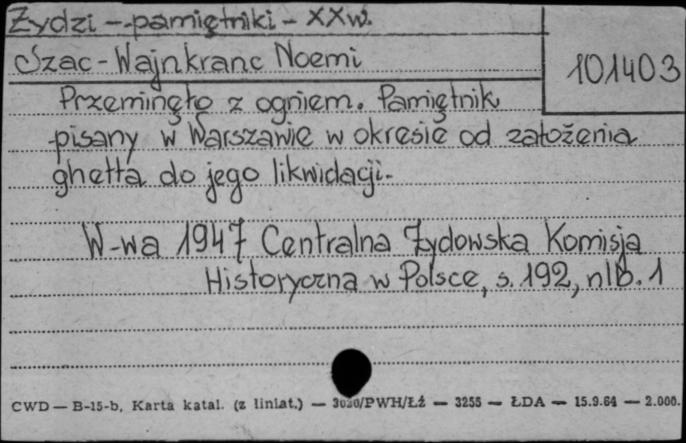 Żydzi - pamiętniki - XXw.
Szac-Wajnkranc Noemi
101403
Przeminęło z ogniem. Pamiętnik
pisany w Warszawie w okresie od założenia
ghetta do jego likwidacji.
W-wa 1947 Centralna Żydowska Komisja
Historyczna w Polsce, s. 192, nlb. 1
CWD — B-15-b, Karta katal. (z liniat.) — /PWH/Łź — 3255 — ŁDA — 15.9.64 — 2.000.